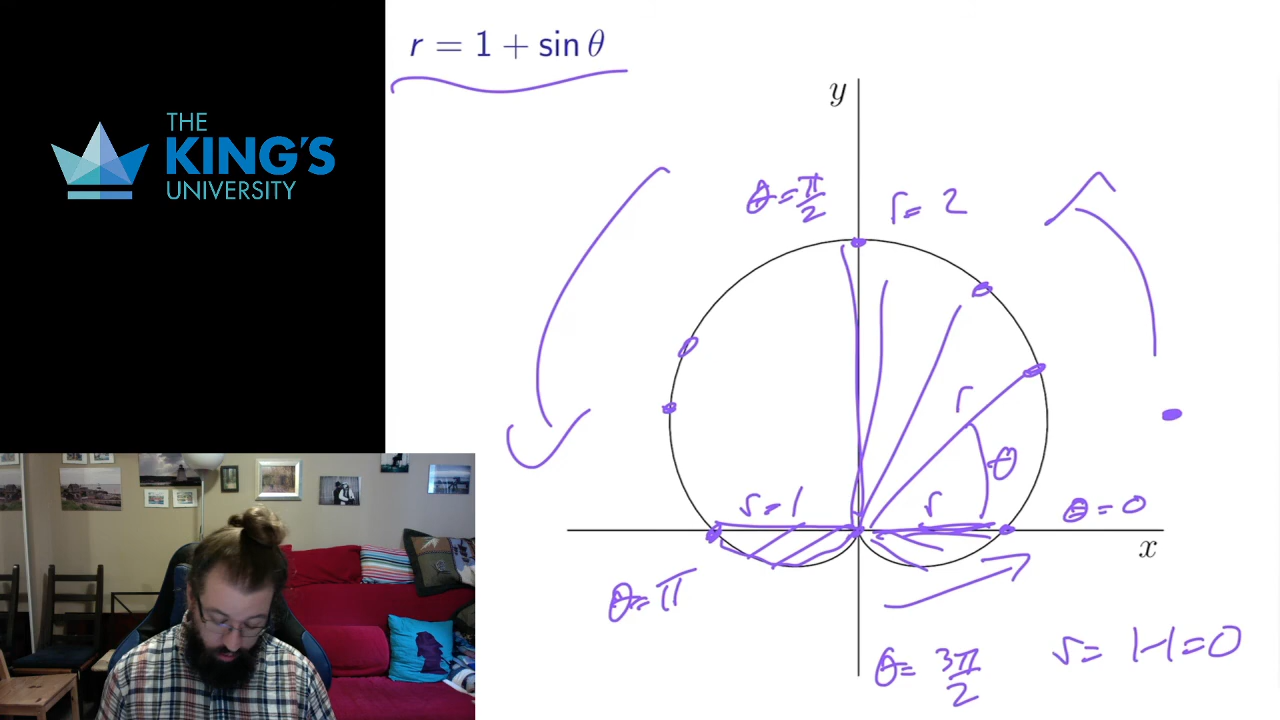 THE
KING'S
UNIVERSITY
r = 1 + sin θ
y
θ = π/2
r = 2
r
θ
r = 1
r
θ = 0
x
θ = π
θ = 3π/2
r = 1-1 = 0